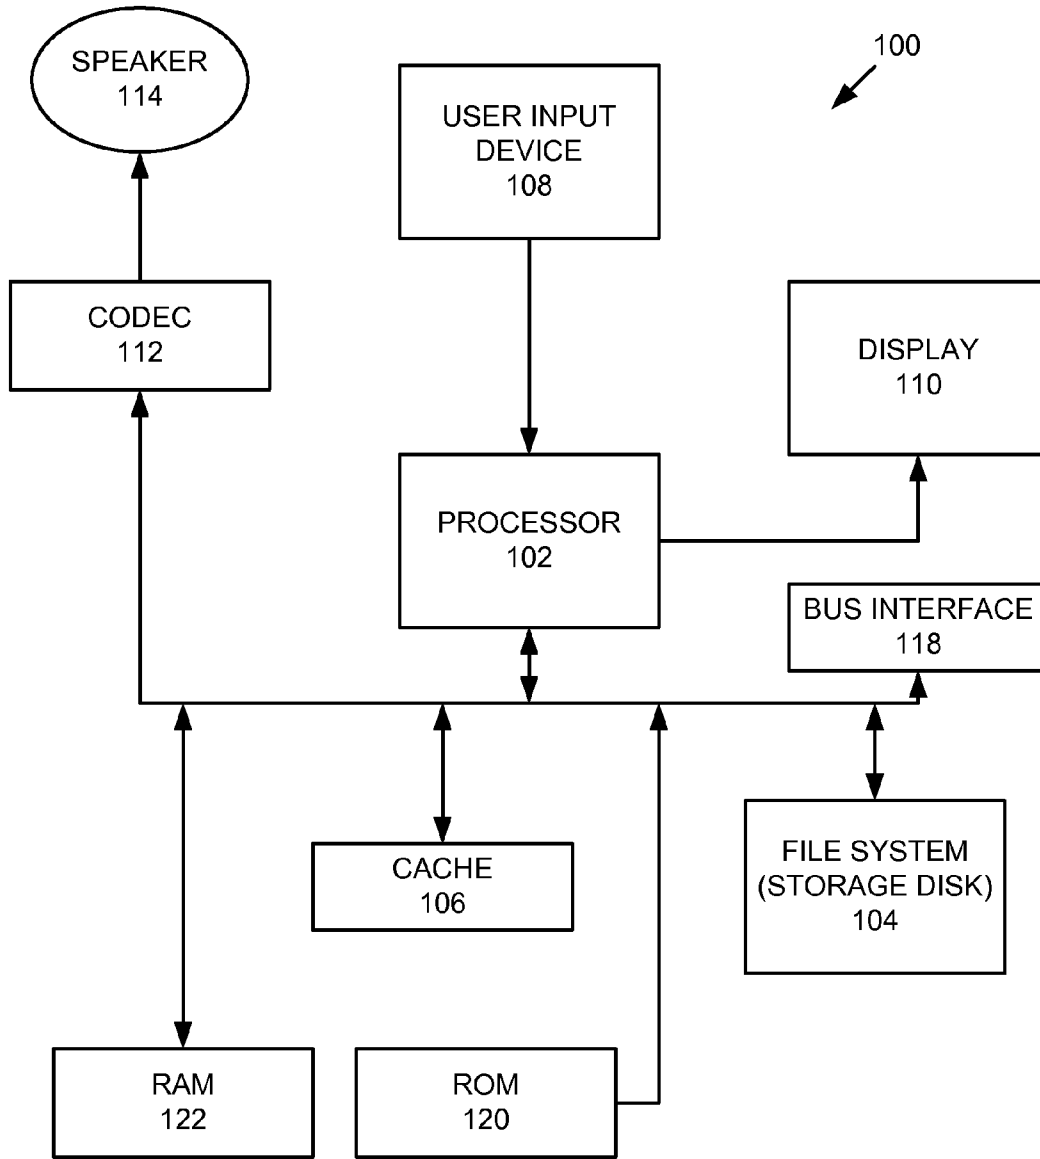 SPEAKER
114
100
USER INPUT
DEVICE
108
CODEC
112
DISPLAY
110
PROCESSOR
102
BUS INTERFACE
118
CACHE
106
FILE SYSTEM
(STORAGE DISK)
104
RAM
122
ROM
120